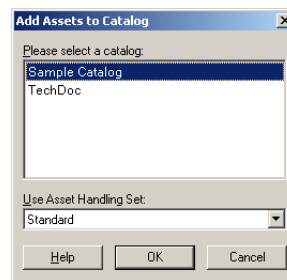 Add Assets to Catalog
Please select a catalog:
Sample Catalog
TechDoc
Use Asset Handling Set:
Standard
Help OK Cancel